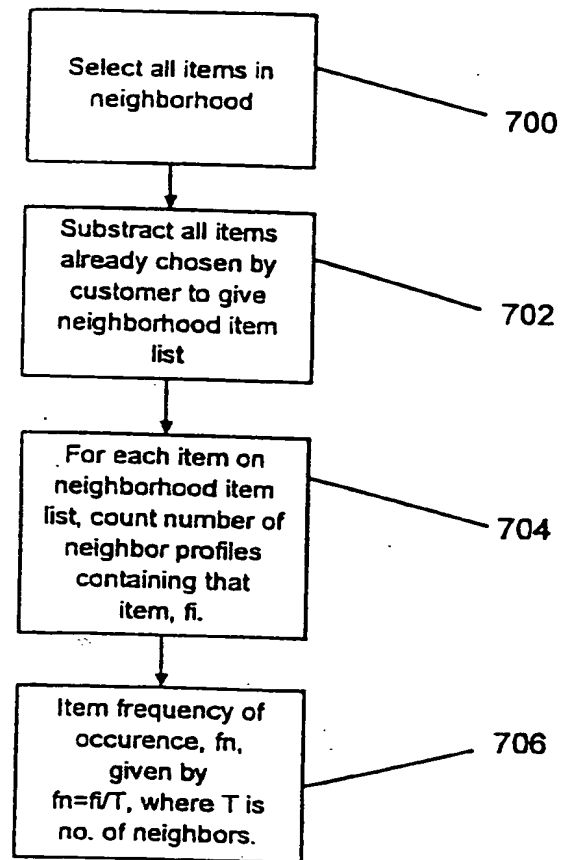 Select all items in
neighborhood
700
Substract all items
already chosen by
customer to give
neighborhood item
list
702
For each item on
neighborhood item
list, count number of
neighbor profiles
containing that
item, fi.
704
Item frequency of
occurence, fn,
given by
fn=fi/T, where T is
no. of neighbors.
706